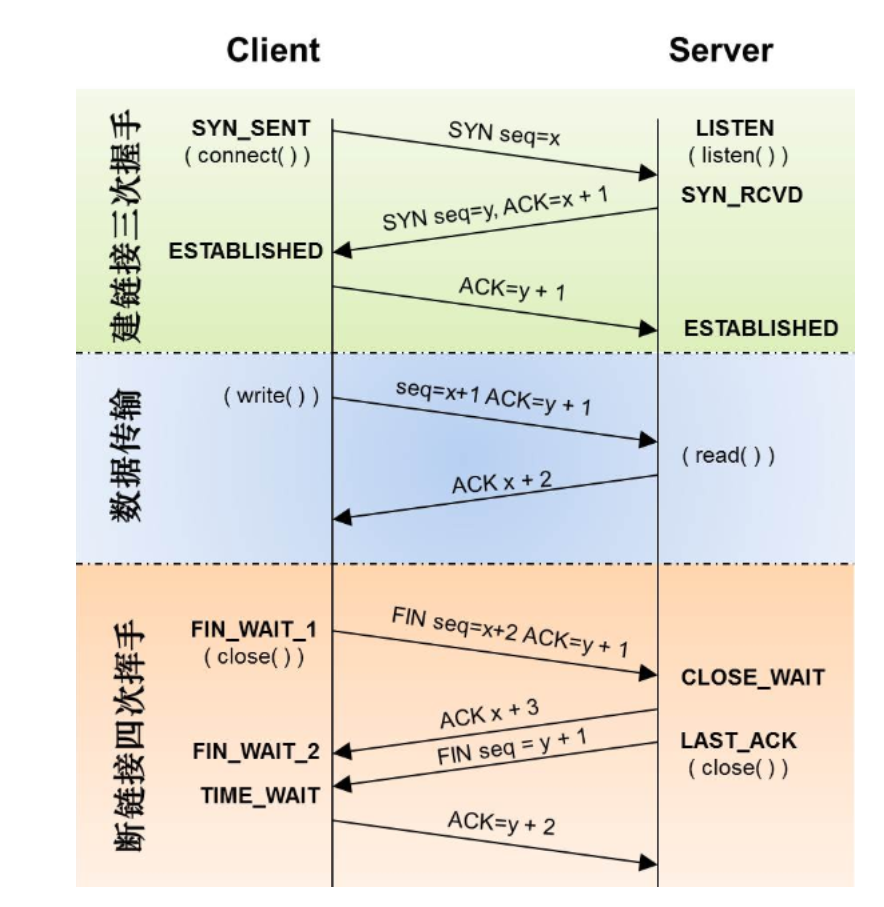 Client Server
建链接三次握手
SYN_SENT
( connect( ) )
SYN seq=x
LISTEN
( listen( ) )
SYN_RCVD
SYN seq=y, ACK=x + 1
ESTABLISHED
ACK=y + 1
ESTABLISHED
数据传输
( write( ) )
seq=x+1 ACK=y + 1
( read( ) )
ACK x + 2
断链接四次挥手
FIN_WAIT_1
( close( ) )
FIN seq=x+2 ACK=y + 1
CLOSE_WAIT
ACK x + 3
FIN_WAIT_2
FIN seq = y + 1
LAST_ACK
( close( ) )
TIME_WAIT
ACK=y + 2